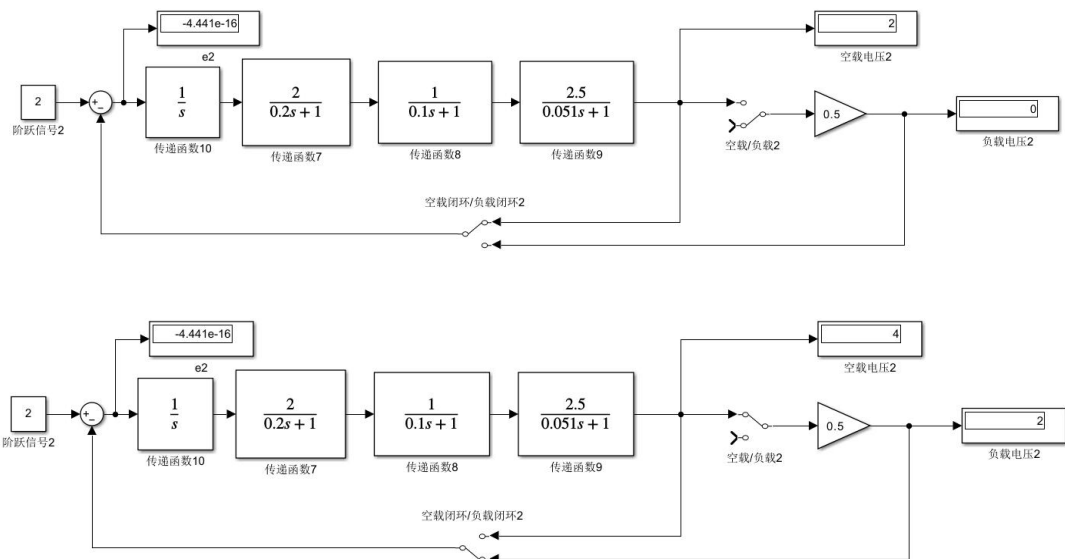 -4.441e-16
2
e2
空载电压2
2
+
−
阶跃信号2
1
s
传递函数10
2
0.2s + 1
传递函数7
1
0.1s + 1
传递函数8
2.5
0.051s + 1
传递函数9
空载/负载2
0.5
0
负载电压2
空载闭环/负载闭环2
-4.441e-16
4
e2
空载电压2
2
+
−
阶跃信号2
1
s
传递函数10
2
0.2s + 1
传递函数7
1
0.1s + 1
传递函数8
2.5
0.051s + 1
传递函数9
空载/负载2
0.5
2
负载电压2
空载闭环/负载闭环2